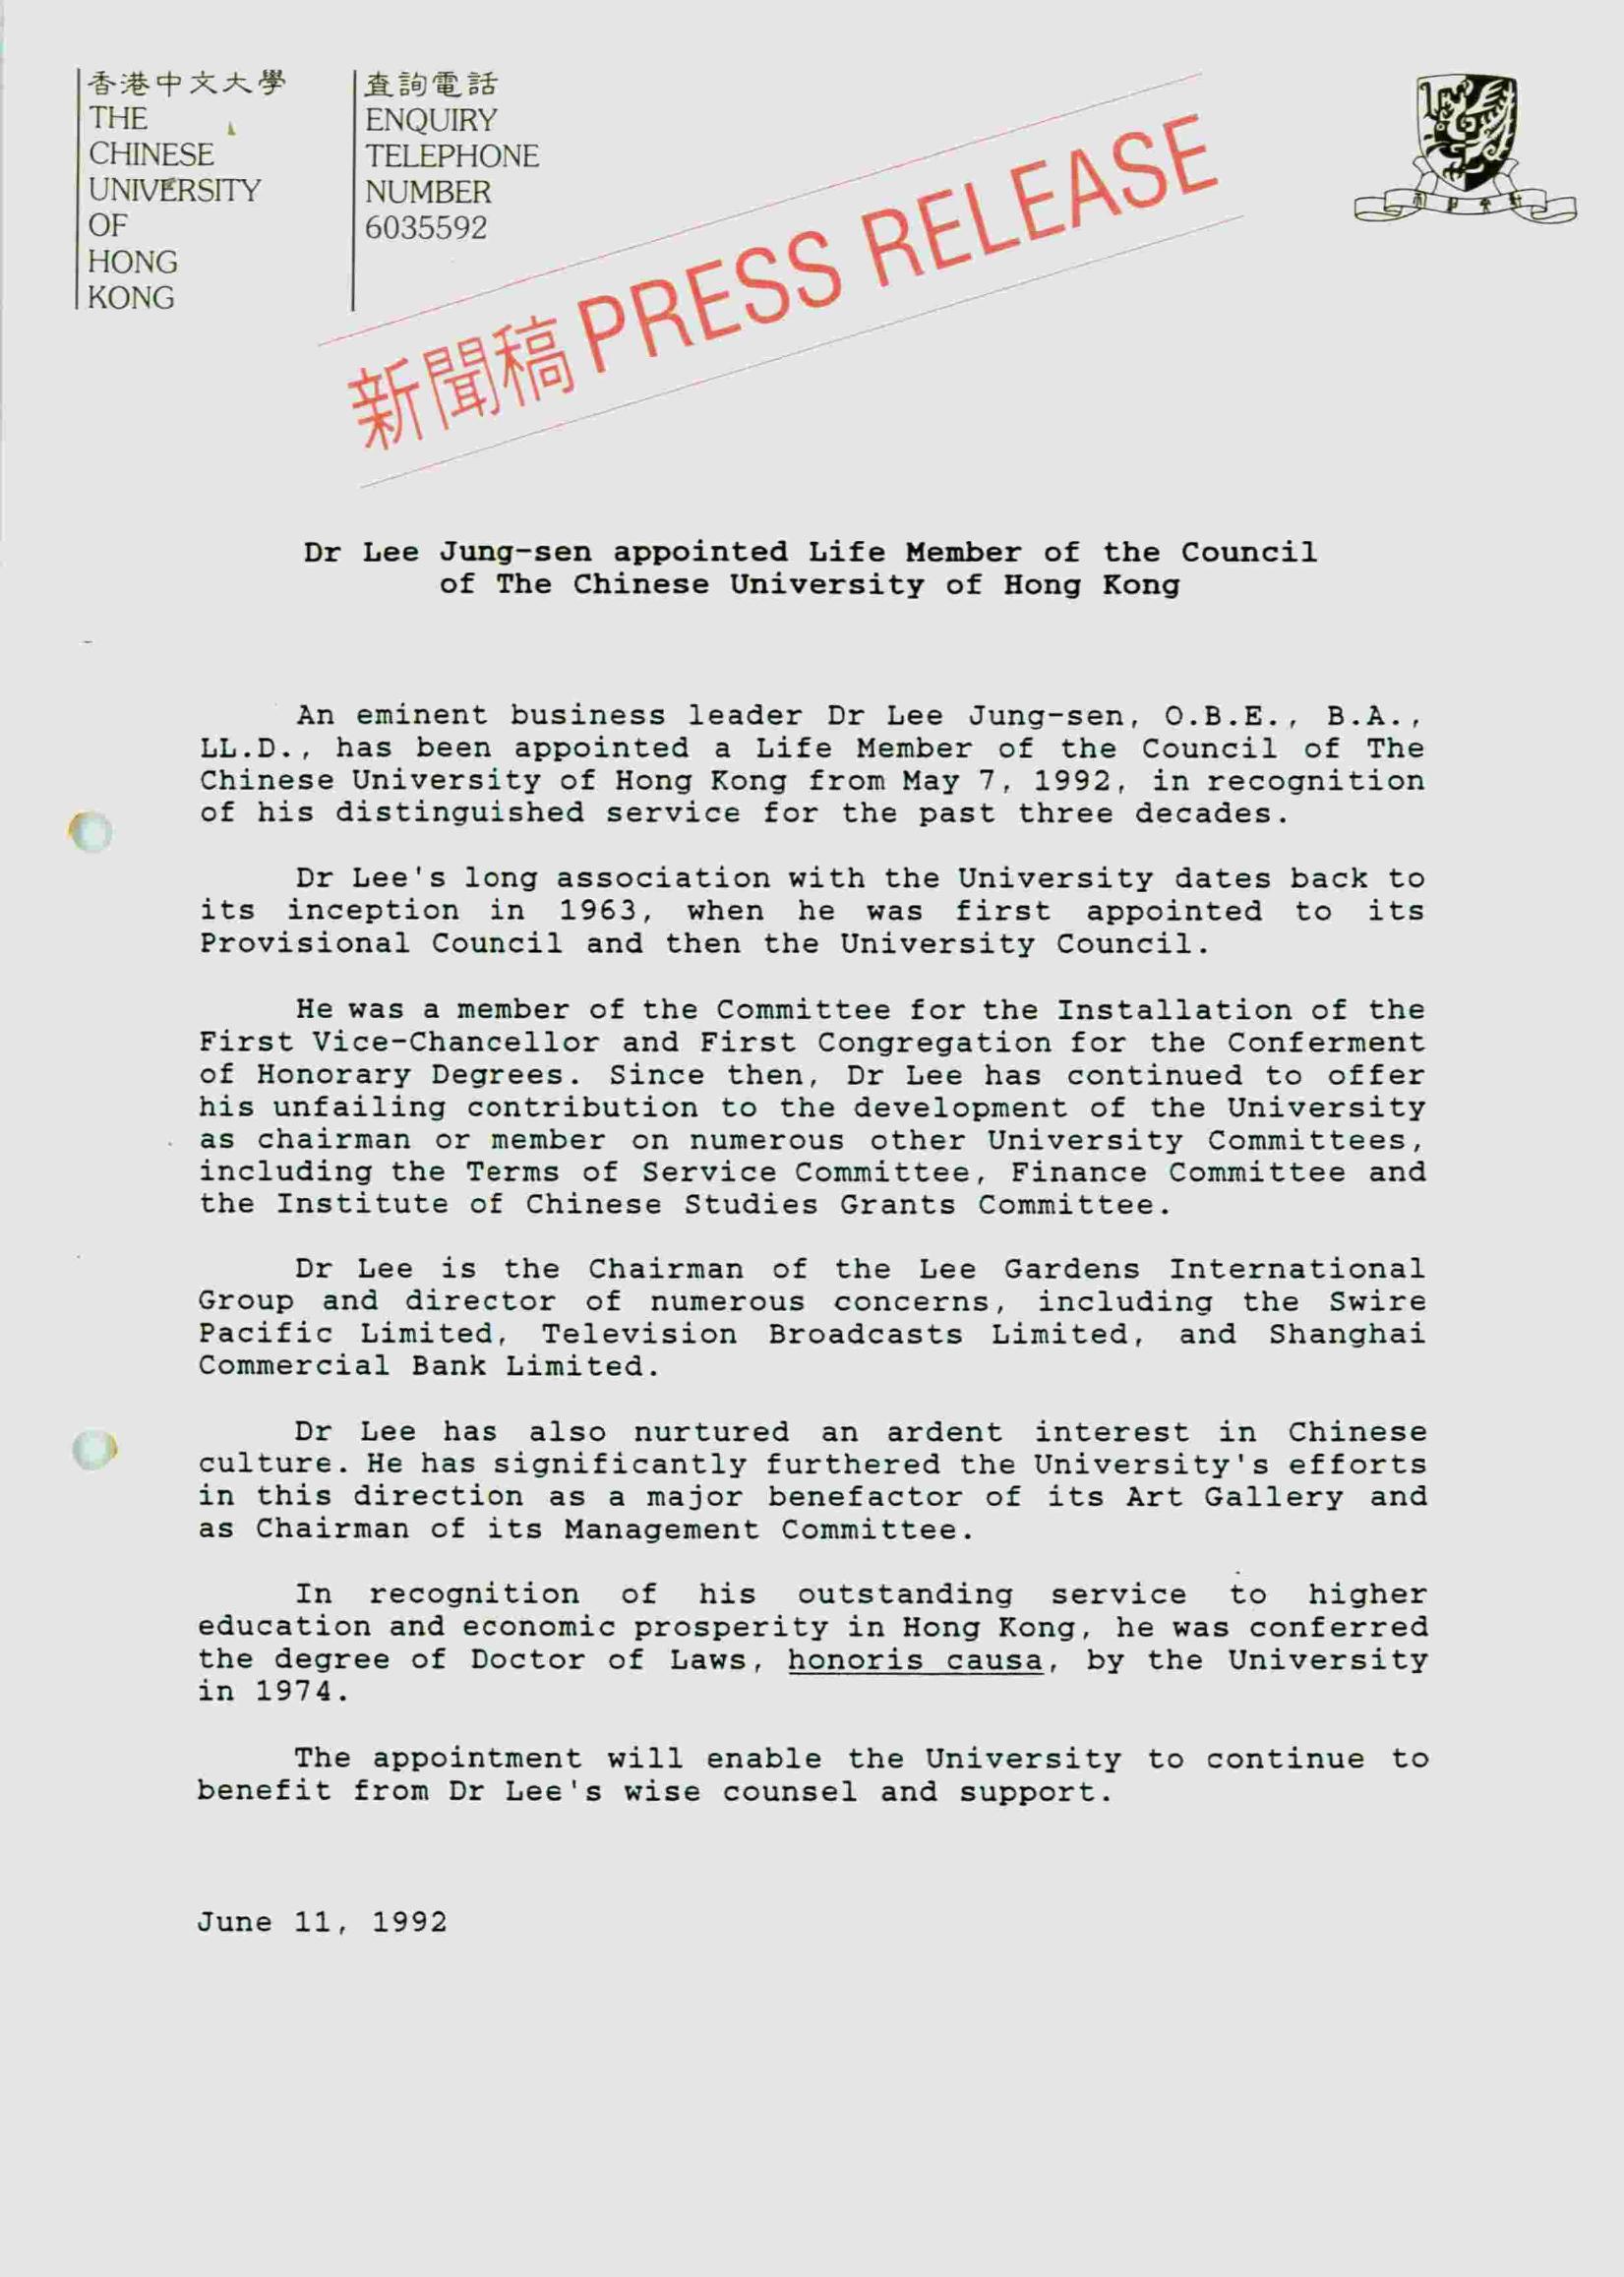 香港中文大學
THE
CHINESE
UNIVERSITY
OF
HONG
KONG
查詢電話
ENQUIRY
TELEPHONE
NUMBER
6035592
新聞稿 PRESS RELEASE
Dr Lee Jung-sen appointed Life Member of the Council
of The Chinese University of Hong Kong
An eminent business leader Dr Lee Jung-sen, O.B.E., B.A.,
LL.D., has been appointed a Life Member of the Council of The
Chinese University of Hong Kong from May 7, 1992, in recognition
of his distinguished service for the past three decades.
Dr Lee's long association with the University dates back to
its inception in 1963, when he was first appointed to its
Provisional Council and then the University Council.
He was a member of the Committee for the Installation of the
First Vice-Chancellor and First Congregation for the Conferment
of Honorary Degrees. Since then, Dr Lee has continued to offer
his unfailing contribution to the development of the University
as chairman or member on numerous other University Committees,
including the Terms of Service Committee, Finance Committee and
the Institute of Chinese Studies Grants Committee.
Dr Lee is the Chairman of the Lee Gardens International
Group and director of numerous concerns, including the Swire
Pacific Limited, Television Broadcasts Limited, and Shanghai
Commercial Bank Limited.
Dr Lee has also nurtured an ardent interest in Chinese
culture. He has significantly furthered the University's efforts
in this direction as a major benefactor of its Art Gallery and
as Chairman of its Management Committee.
In recognition of his outstanding service to higher
education and economic prosperity in Hong Kong, he was conferred
the degree of Doctor of Laws, honoris causa, by the University
in 1974.
The appointment will enable the University to continue to
benefit from Dr Lee's wise counsel and support.
June 11, 1992